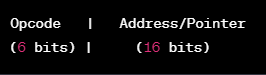 Opcode | Address/Pointer
(6 bits) | (16 bits)